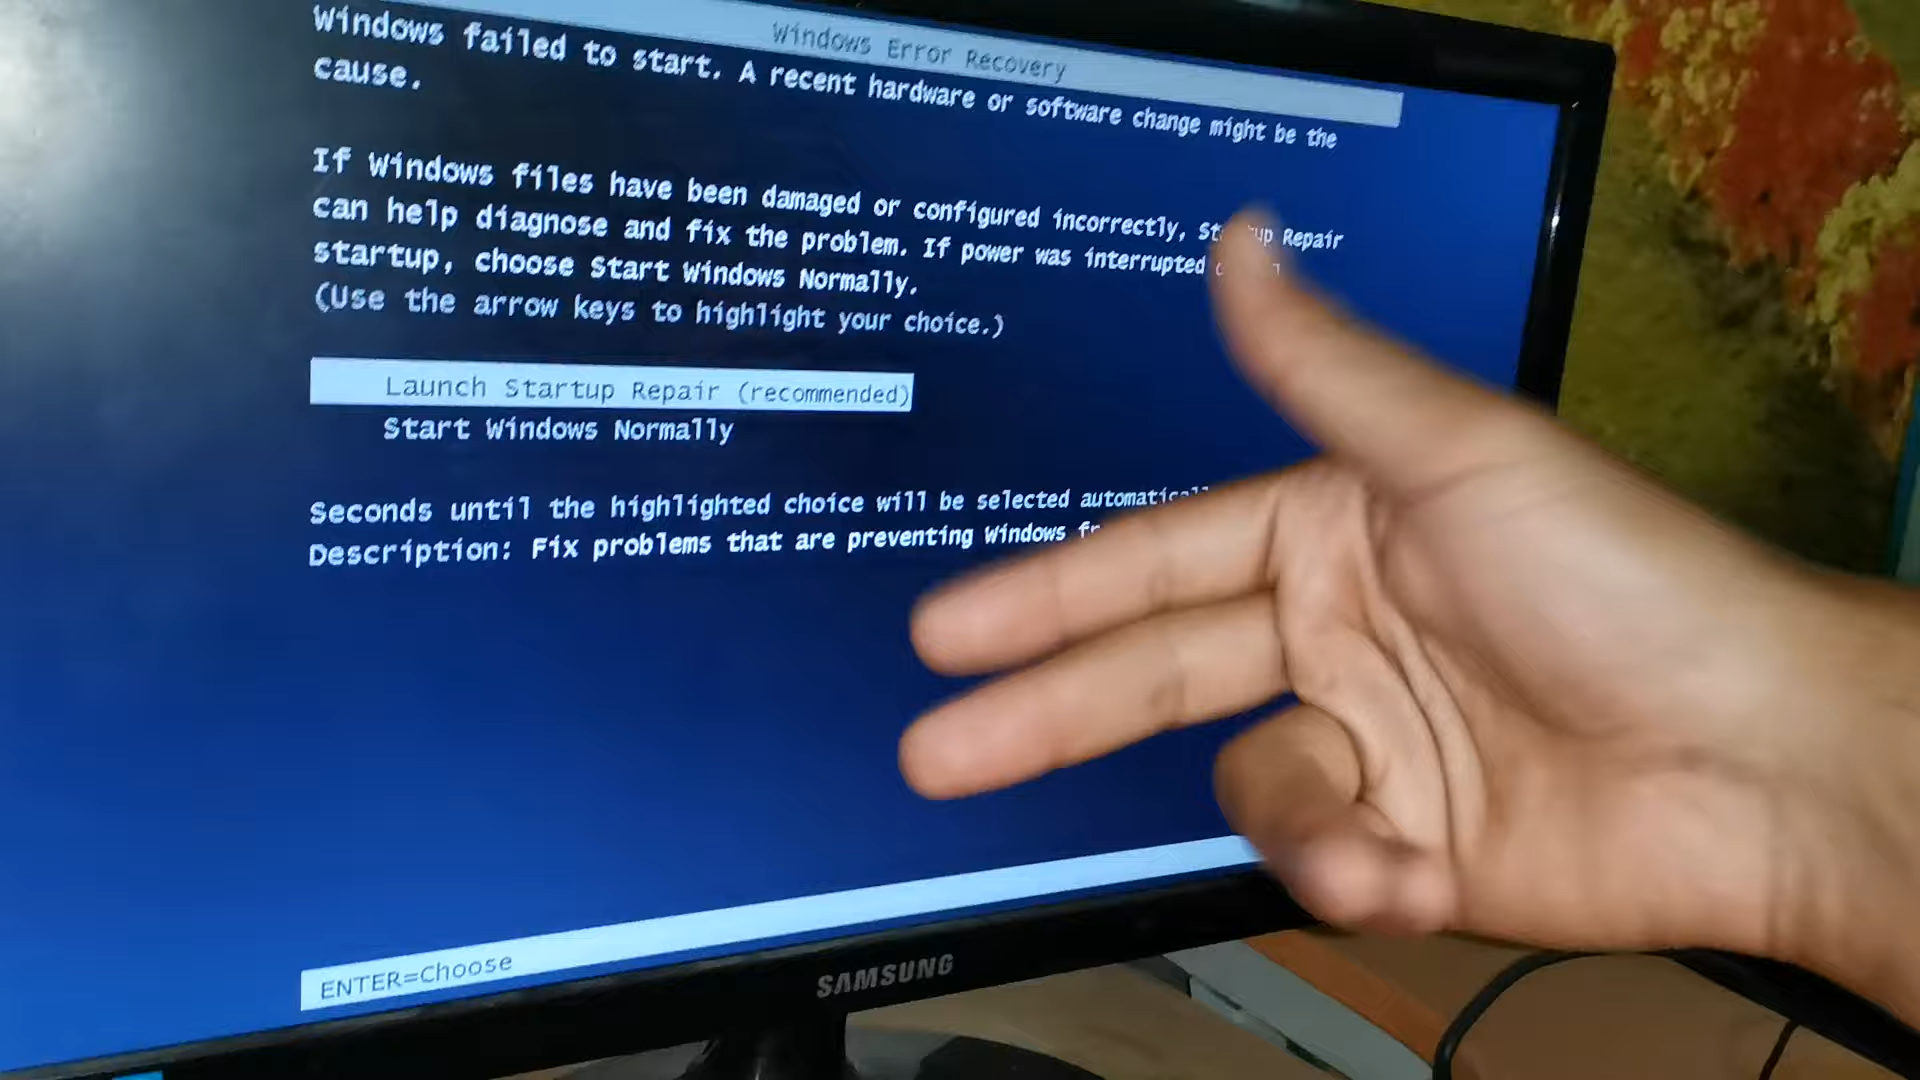 Windows Error Recovery
Windows failed to start. A recent hardware or software change might be the
cause.
If Windows files have been damaged or configured incorrectly, Repair
can help diagnose and fix the problem. If power was interrupted
startup, choose Start Windows Normally.
(Use the arrow keys to highlight your choice.)
Launch Startup Repair (recommended)
Start Windows Normally
Seconds until the highlighted choice will be selected
Description: Fix problems that are preventing Windows
ENTER=Choose
SAMSUNG